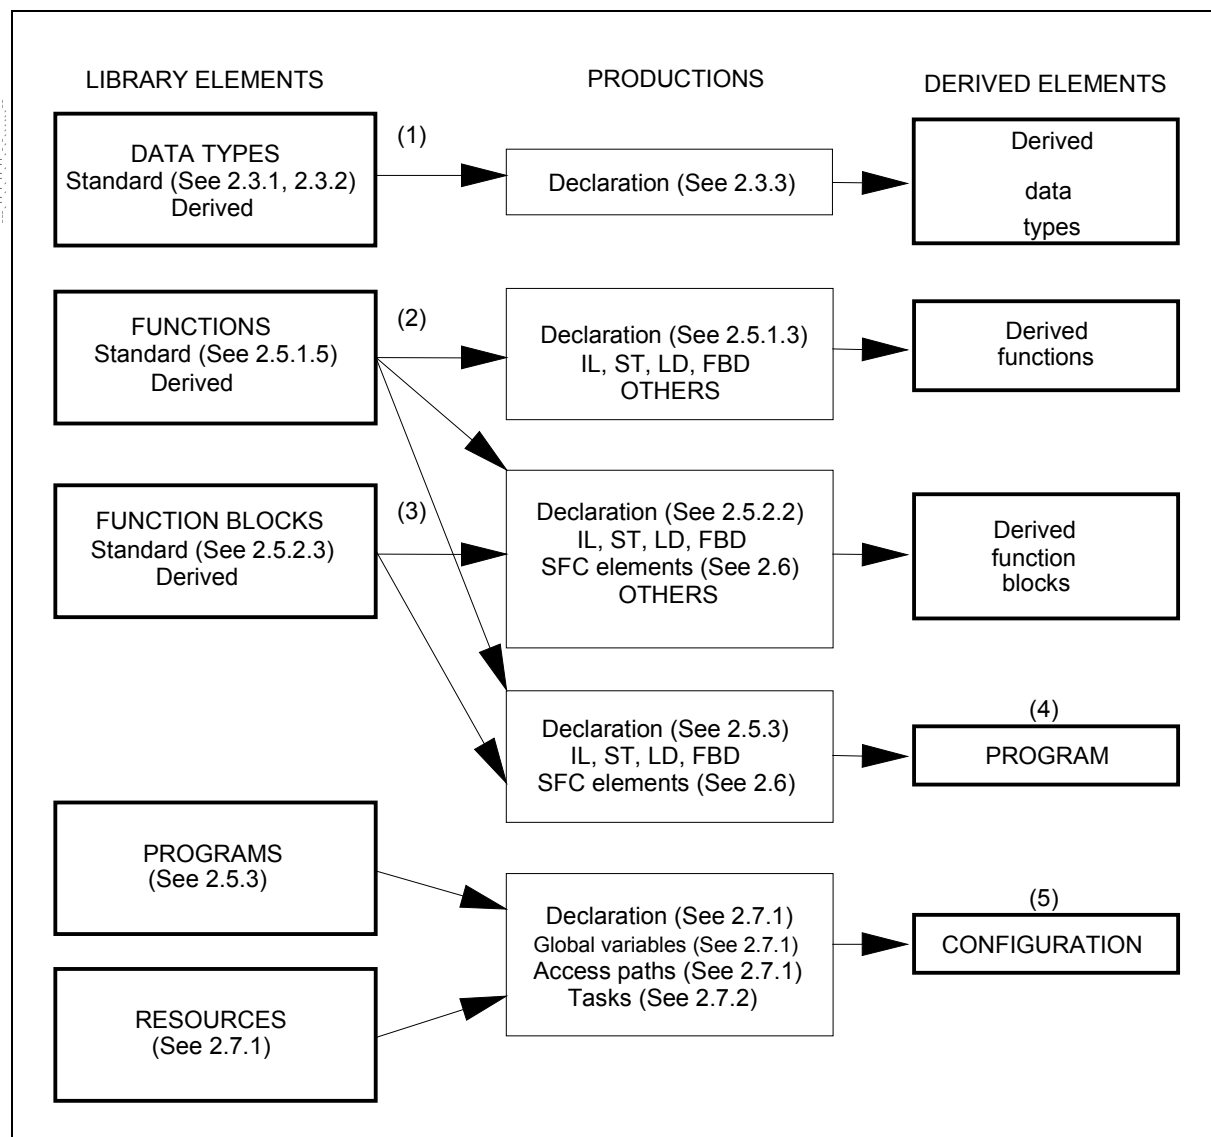 LIBRARY ELEMENTS
PRODUCTIONS
DERIVED ELEMENTS
DATA TYPES
Standard (See 2.3.1, 2.3.2)
Derived
(1)
Declaration (See 2.3.3)
Derived
data
types
FUNCTIONS
Standard (See 2.5.1.5)
Derived
(2)
Declaration (See 2.5.1.3)
IL, ST, LD, FBD
OTHERS
Derived
functions
FUNCTION BLOCKS
Standard (See 2.5.2.3)
Derived
(3)
Declaration (See 2.5.2.2)
IL, ST, LD, FBD
SFC elements (See 2.6)
OTHERS
Derived
function
blocks
Declaration (See 2.5.3)
IL, ST, LD, FBD
SFC elements (See 2.6)
(4)
PROGRAM
PROGRAMS
(See 2.5.3)
Declaration (See 2.7.1)
Global variables (See 2.7.1)
Access paths (See 2.7.1)
Tasks (See 2.7.2)
(5)
CONFIGURATION
RESOURCES
(See 2.7.1)